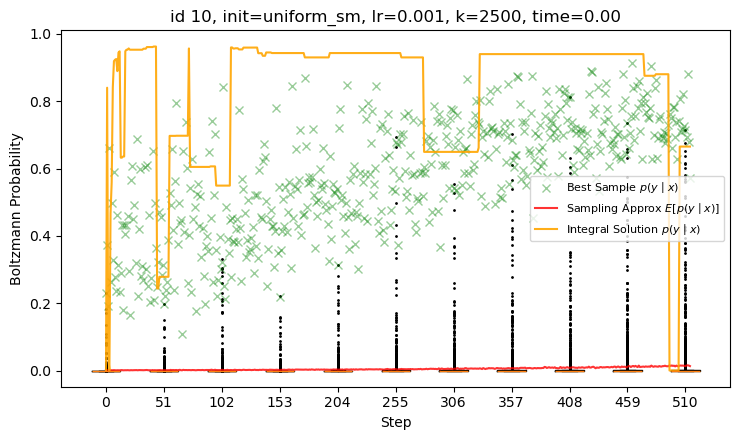 id 10, init=uniform_sm, lr=0.001, k=2500, time=0.00
Boltzmann Probability
1.0
0.8
0.6
0.4
0.2
0.0
Best Sample p(y | x)
Sampling Approx E[p(y | x)]
Integral Solution p(y | x)
0 51 102 153 204 255 306 357 408 459 510
Step